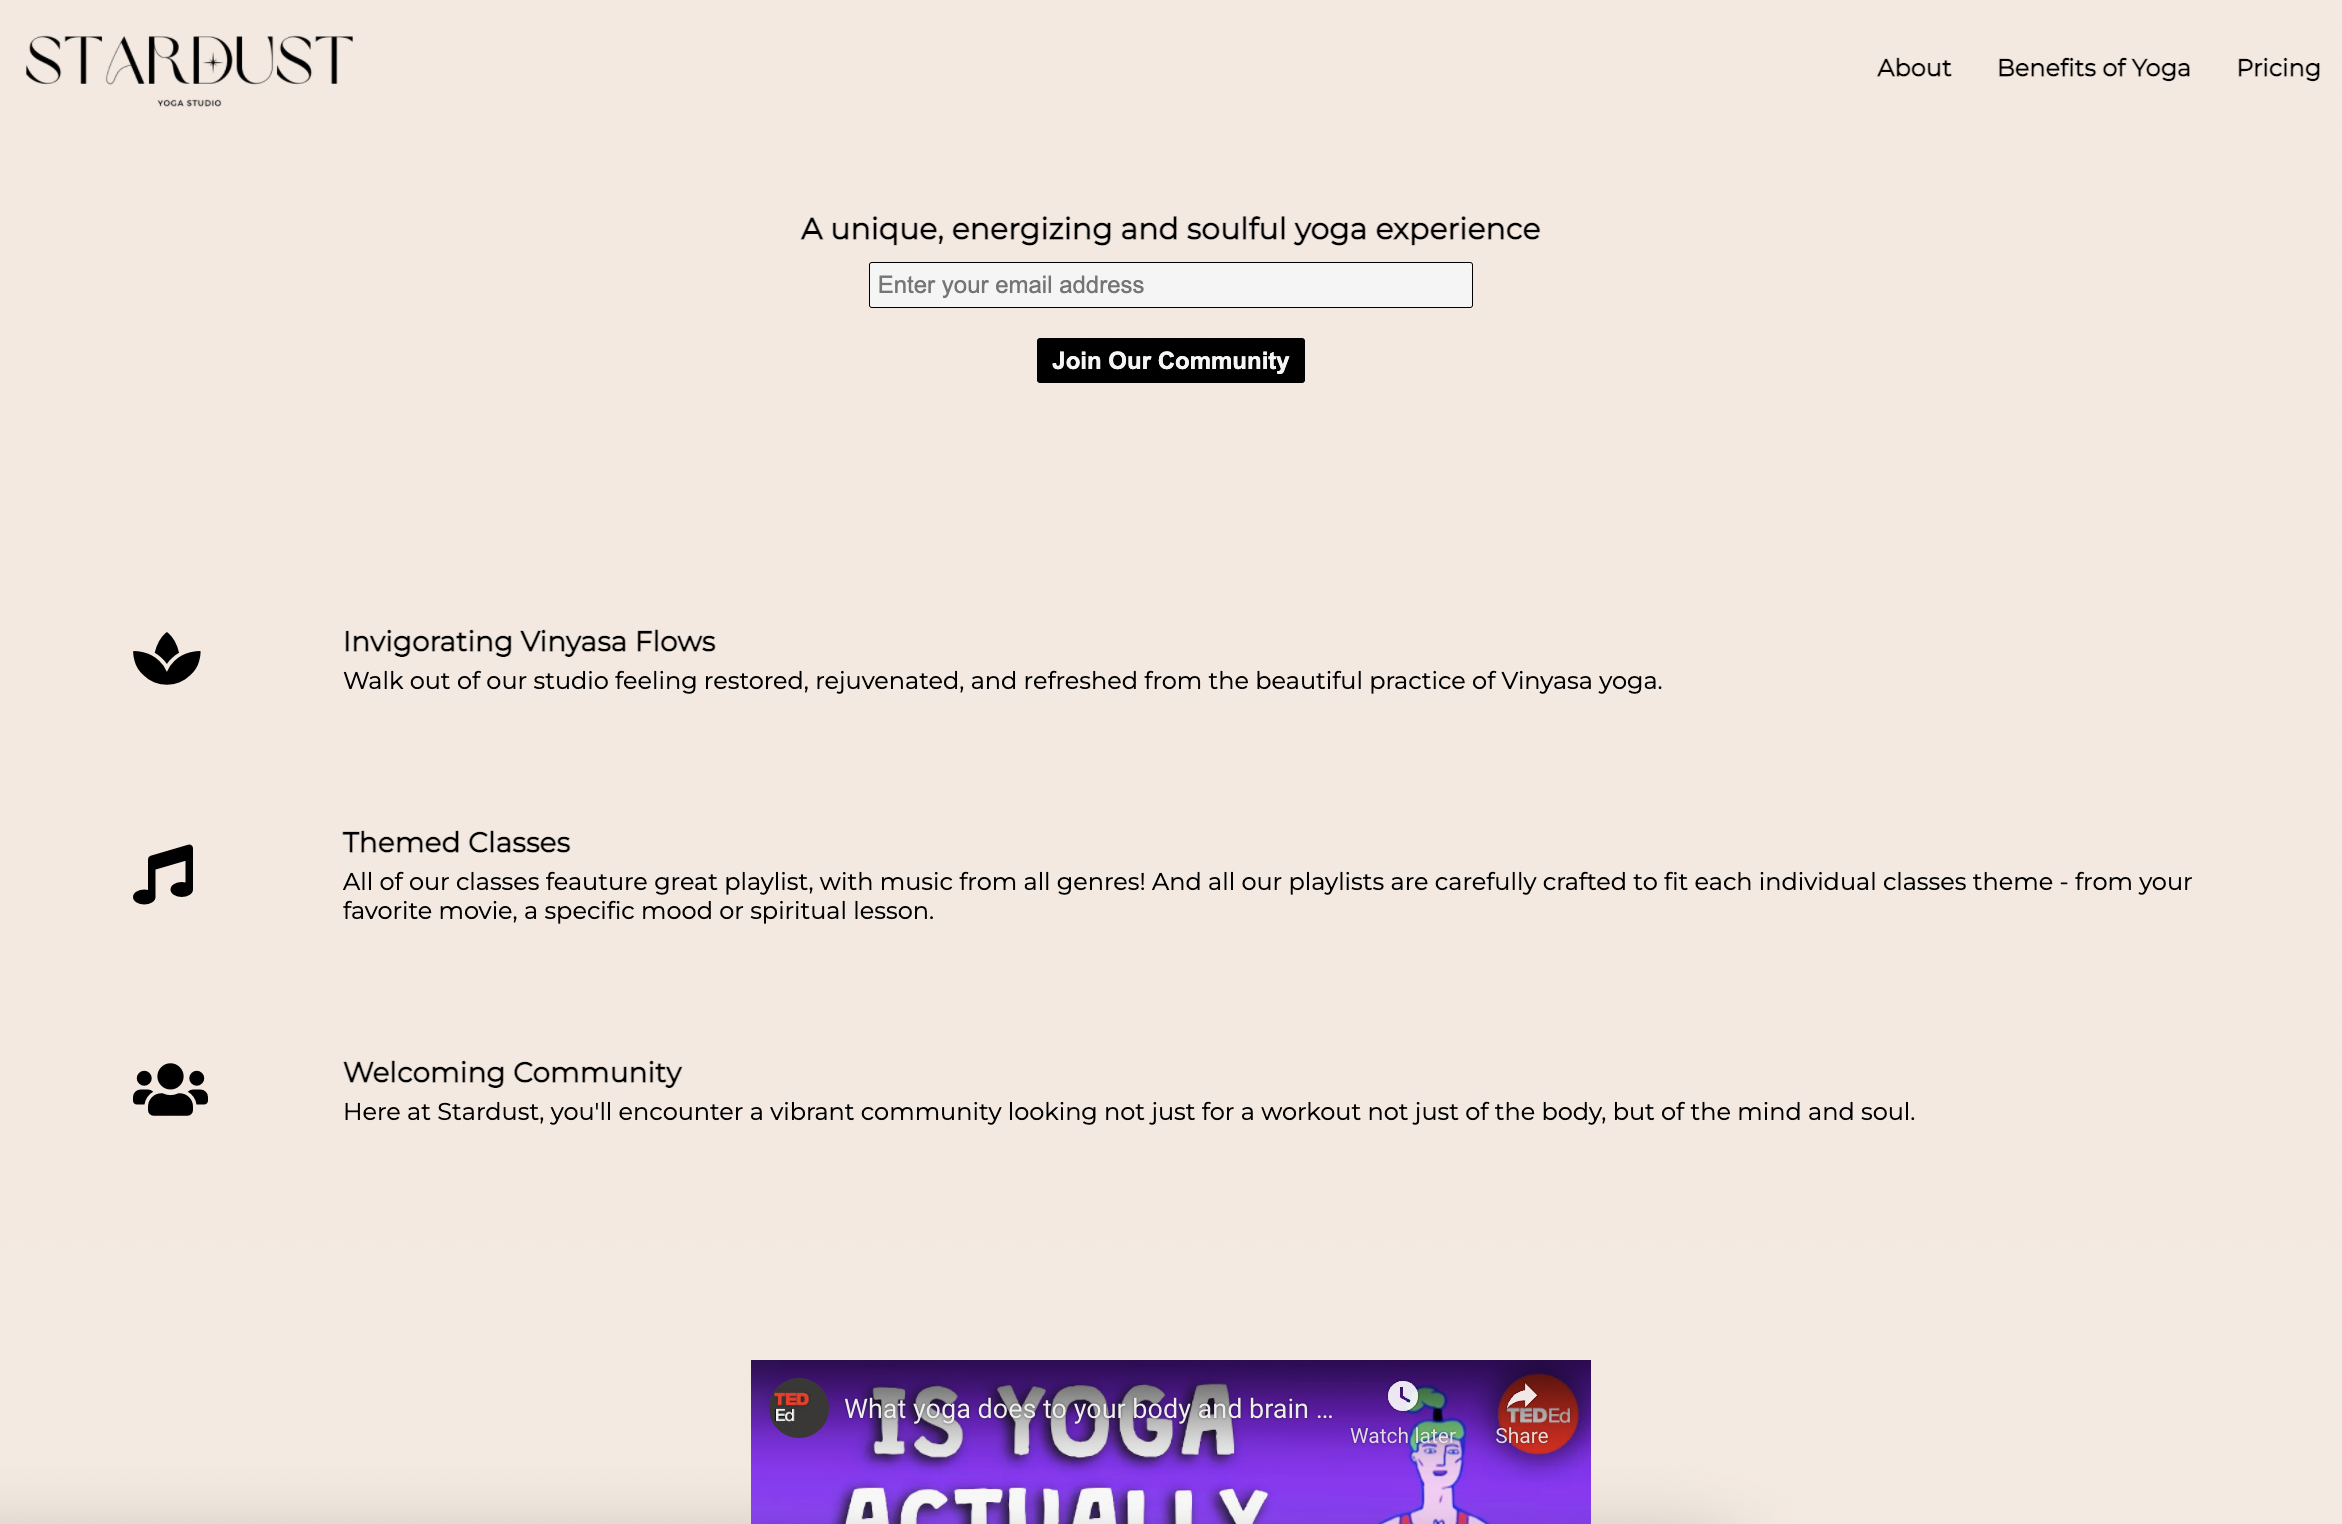 STARDUST
YOGA STUDIO
About Benefits of Yoga Pricing
A unique, energizing and soulful yoga experience
Enter your email address
Join Our Community
Invigorating Vinyasa Flows
Walk out of our studio feeling restored, rejuvenated, and refreshed from the beautiful practice of Vinyasa yoga.
Themed Classes
All of our classes feauture great playlist, with music from all genres! And all our playlists are carefully crafted to fit each individual classes theme - from your
favorite movie, a specific mood or spiritual lesson.
Welcoming Community
Here at Stardust, you'll encounter a vibrant community looking not just for a workout not just of the body, but of the mind and soul.
TED
Ed
What yoga does to your body and brain ...
Watch later
Share
TEDEd
IS YOGA
ACTUALLY